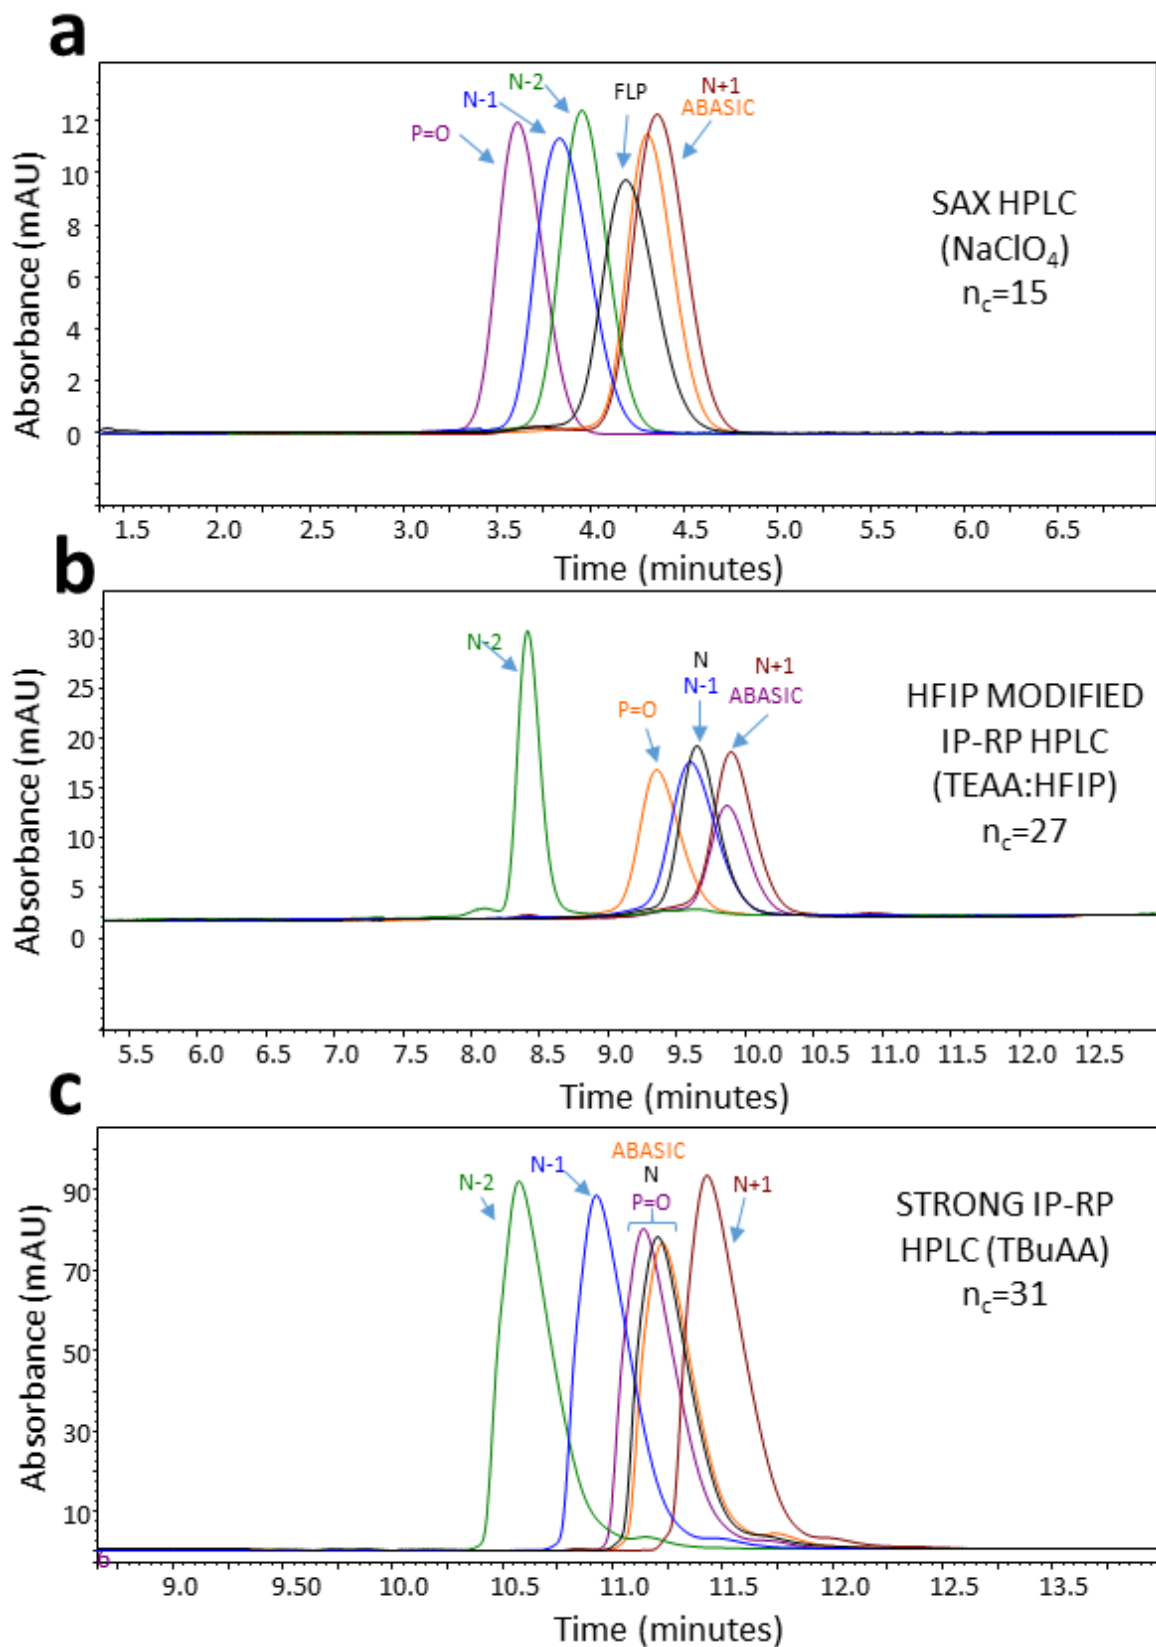 a
Absorbance (mAU)
12
10
8
6
4
2
0
P=O
N-1
N-2
FLP
N+1
ABASIC
SAX HPLC
(NaClO₄)
n_c=15
1.5 2.0 2.5 3.0 3.5 4.0 4.5 5.0 5.5 6.0 6.5
Time (minutes)
b
Absorbance (mAU)
30
25
20
15
10
5
0
N-2
P=O
N
N-1
N+1
ABASIC
HFIP MODIFIED
IP-RP HPLC
(TEAA:HFIP)
n_c=27
5.5 6.0 6.5 7.0 7.5 8.0 8.5 9.0 9.5 10.0 10.5 11.0 11.5 12.0 12.5
Time (minutes)
c
Absorbance (mAU)
90
70
50
30
10
N-2
N-1
ABASIC
N
P=O
N+1
STRONG IP-RP
HPLC (TBuAA)
n_c=31
9.0 9.50 10.0 10.5 11.0 11.5 12.0 12.5 13.5
Time (minutes)